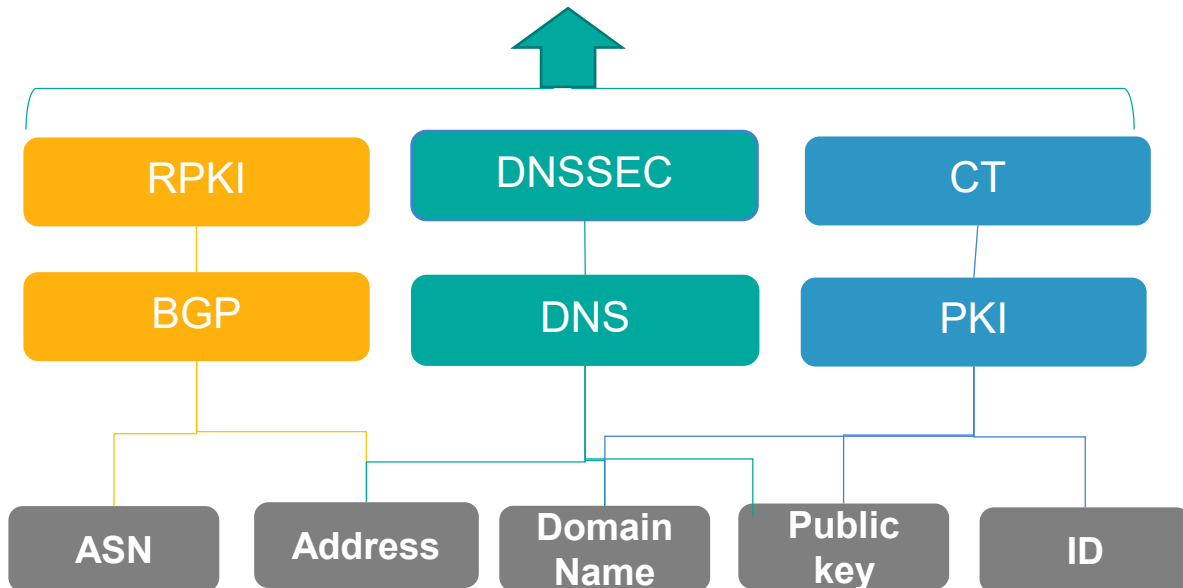 RPKI
DNSSEC
CT
BGP
DNS
PKI
ASN
Address
Domain
Name
Public
key
ID